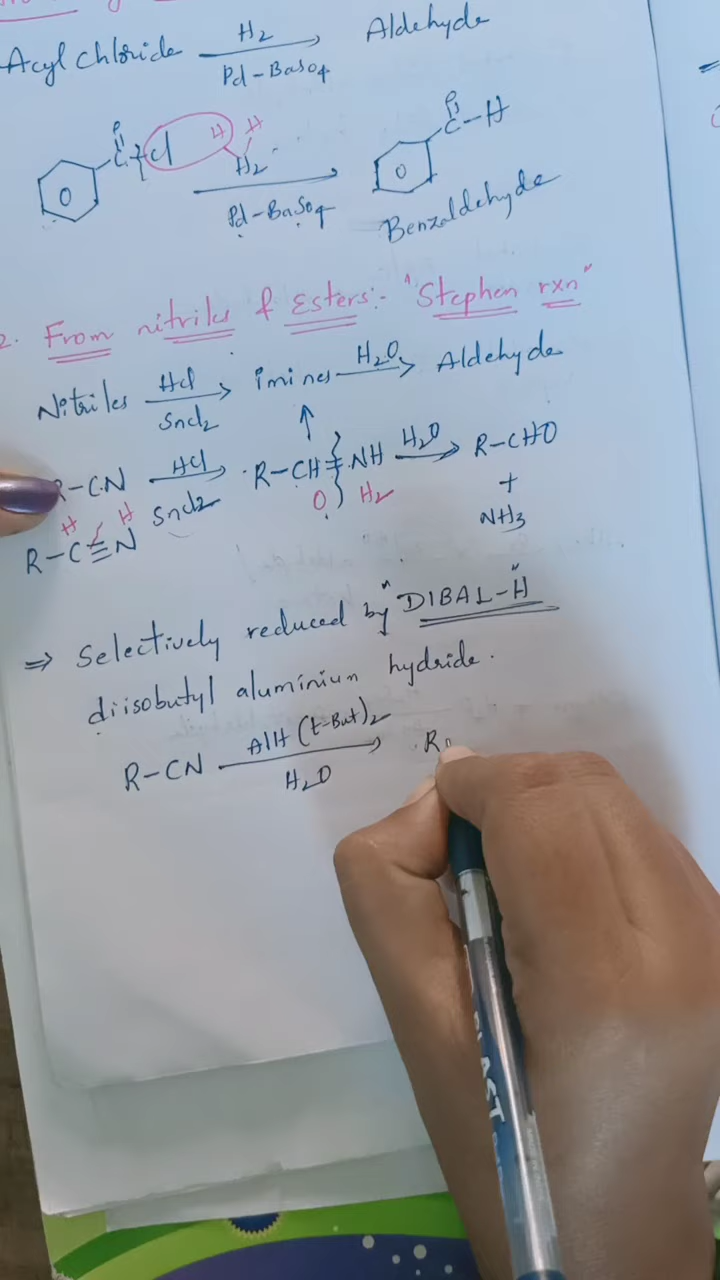 Acyl chloride H₂ Pd-BaSO₄ → Aldehyde
O C Cl H H H₂ Pd-BaSO₄ → O C-H
Benzaldehyde
2. From nitriles & Esters:- "Stephen rxn"
Nitriles HCl SnCl₂ → imines H₂O → Aldehyde
R-CN HCl SnCl₂ → R-CH=NH H₂O → R-CHO
O H₂ +
NH₃
H H
R-C≡N
⇒ Selectively reduced by "DIBAL-H"
diisobutyl aluminium hydride.
R-CN AlH(t-But)₂ H₂O → R